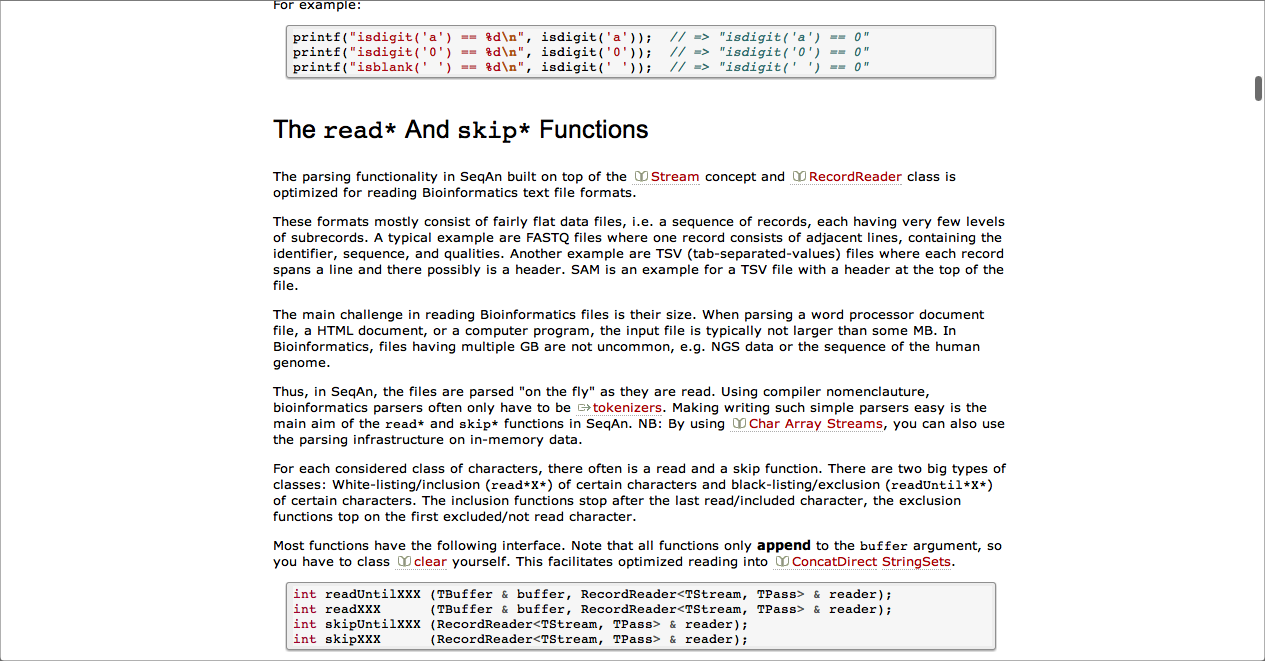 For example:
printf("isdigit('a') == %d\n", isdigit('a'));  // => "isdigit('a') == 0"
printf("isdigit('0') == %d\n", isdigit('0'));  // => "isdigit('0') == 0"
printf("isblank(' ') == %d\n", isdigit(' '));  // => "isdigit(' ') == 0"
The read* And skip* Functions
The parsing functionality in SeqAn built on top of the Stream concept and RecordReader class is
optimized for reading Bioinformatics text file formats.
These formats mostly consist of fairly flat data files, i.e. a sequence of records, each having very few levels
of subrecords. A typical example are FASTQ files where one record consists of adjacent lines, containing the
identifier, sequence, and qualities. Another example are TSV (tab-separated-values) files where each record
spans a line and there possibly is a header. SAM is an example for a TSV file with a header at the top of the
file.
The main challenge in reading Bioinformatics files is their size. When parsing a word processor document
file, a HTML document, or a computer program, the input file is typically not larger than some MB. In
Bioinformatics, files having multiple GB are not uncommon, e.g. NGS data or the sequence of the human
genome.
Thus, in SeqAn, the files are parsed "on the fly" as they are read. Using compiler nomenclauture,
bioinformatics parsers often only have to be tokenizers. Making writing such simple parsers easy is the
main aim of the read* and skip* functions in SeqAn. NB: By using Char Array Streams, you can also use
the parsing infrastructure on in-memory data.
For each considered class of characters, there often is a read and a skip function. There are two big types of
classes: White-listing/inclusion (read*X*) of certain characters and black-listing/exclusion (readUntil*X*)
of certain characters. The inclusion functions stop after the last read/included character, the exclusion
functions top on the first excluded/not read character.
Most functions have the following interface. Note that all functions only append to the buffer argument, so
you have to class clear yourself. This facilitates optimized reading into ConcatDirect StringSets.
int readUntilXXX (TBuffer & buffer, RecordReader<TStream, TPass> & reader);
int readXXX      (TBuffer & buffer, RecordReader<TStream, TPass> & reader);
int skipUntilXXX (RecordReader<TStream, TPass> & reader);
int skipXXX      (RecordReader<TStream, TPass> & reader);